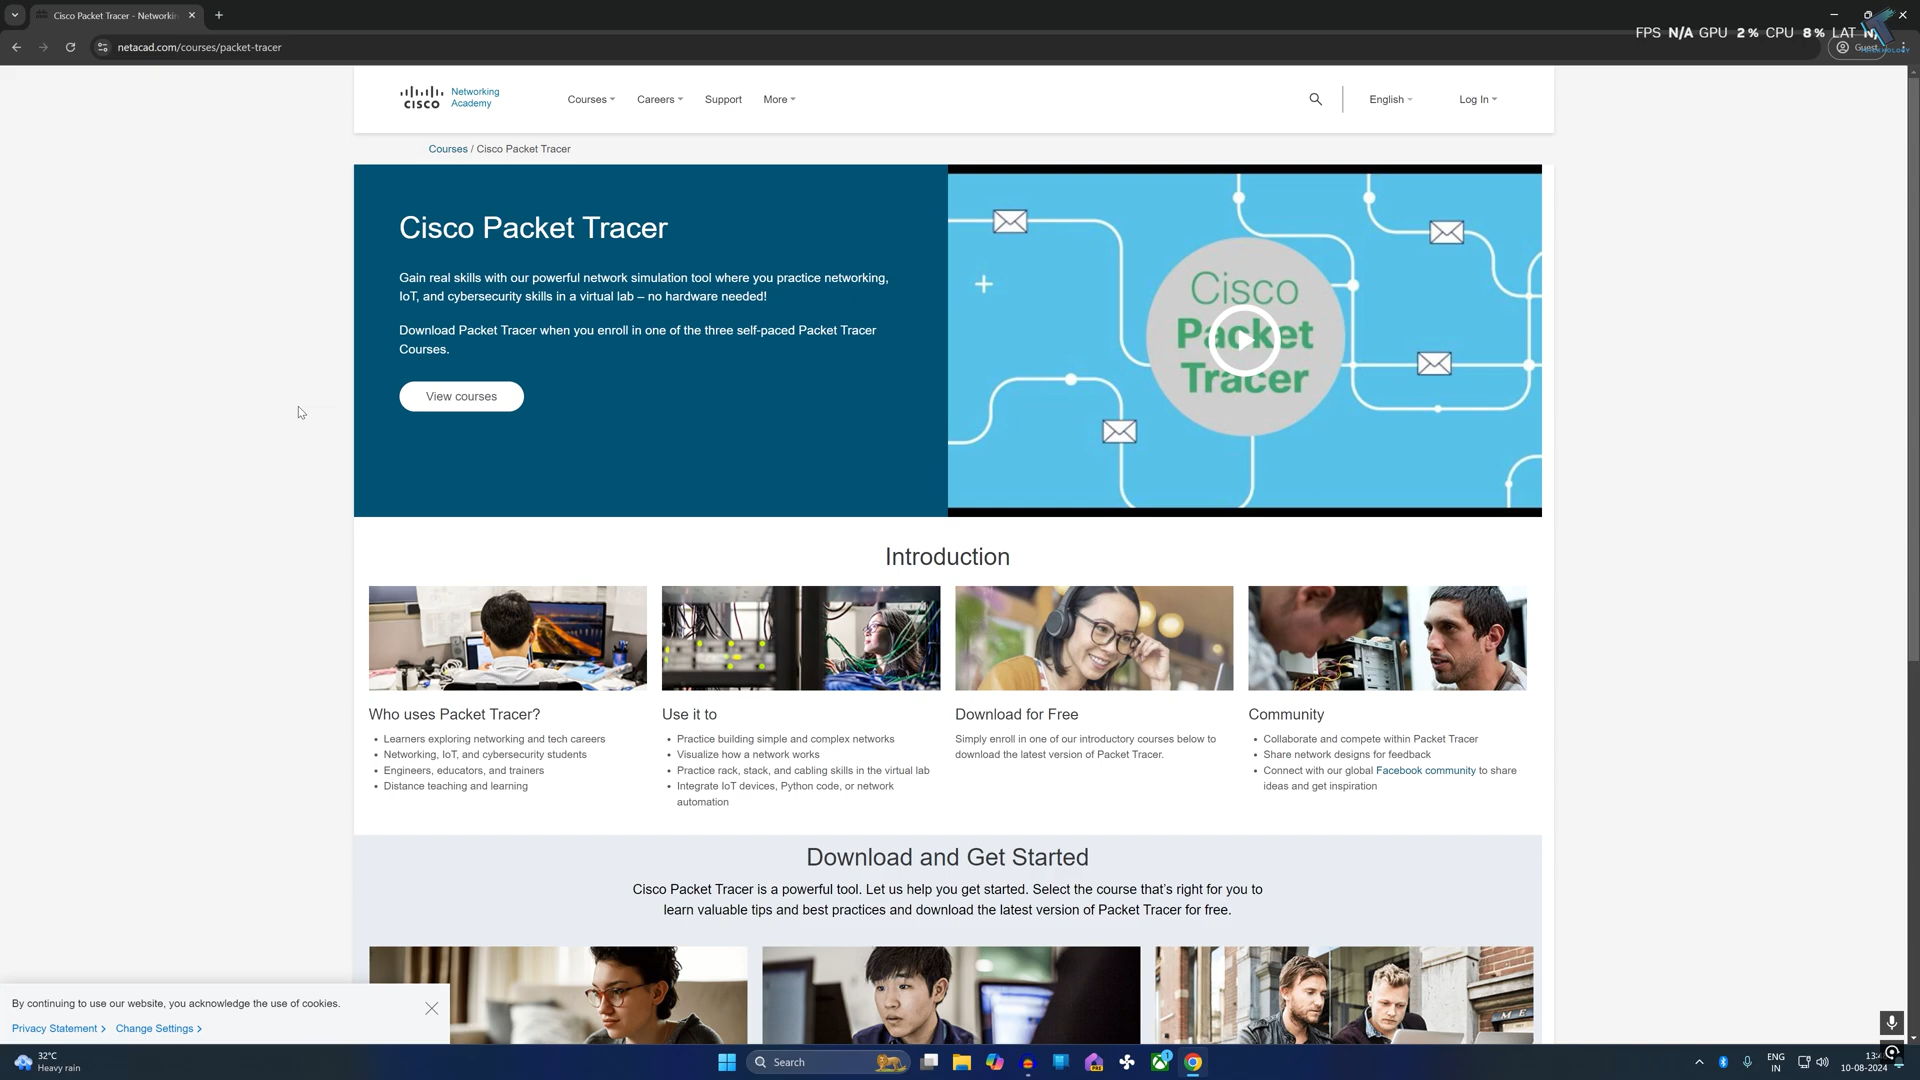 Cisco Packet Tracer - Networkin
netacad.com/courses/packet-tracer
FPS N/A GPU 2 % CPU 8 % LAT
Guest
CISCO
Networking
Academy
Courses
Careers
Support
More
English
Log In
Courses / Cisco Packet Tracer
Cisco Packet Tracer
Gain real skills with our powerful network simulation tool where you practice networking,
IoT, and cybersecurity skills in a virtual lab – no hardware needed!
Download Packet Tracer when you enroll in one of the three self-paced Packet Tracer
Courses.
View courses
Cisco
Packet
Tracer
Introduction
Who uses Packet Tracer?
• Learners exploring networking and tech careers
• Networking, IoT, and cybersecurity students
• Engineers, educators, and trainers
• Distance teaching and learning
Use it to
• Practice building simple and complex networks
• Visualize how a network works
• Practice rack, stack, and cabling skills in the virtual lab
• Integrate IoT devices, Python code, or network
automation
Download for Free
Simply enroll in one of our introductory courses below to
download the latest version of Packet Tracer.
Community
• Collaborate and compete within Packet Tracer
• Share network designs for feedback
• Connect with our global Facebook community to share
ideas and get inspiration
Download and Get Started
Cisco Packet Tracer is a powerful tool. Let us help you get started. Select the course that's right for you to
learn valuable tips and best practices and download the latest version of Packet Tracer for free.
By continuing to use our website, you acknowledge the use of cookies.
Privacy Statement
Change Settings
32°C
Heavy rain
Search
ENG
IN
10-08-2024